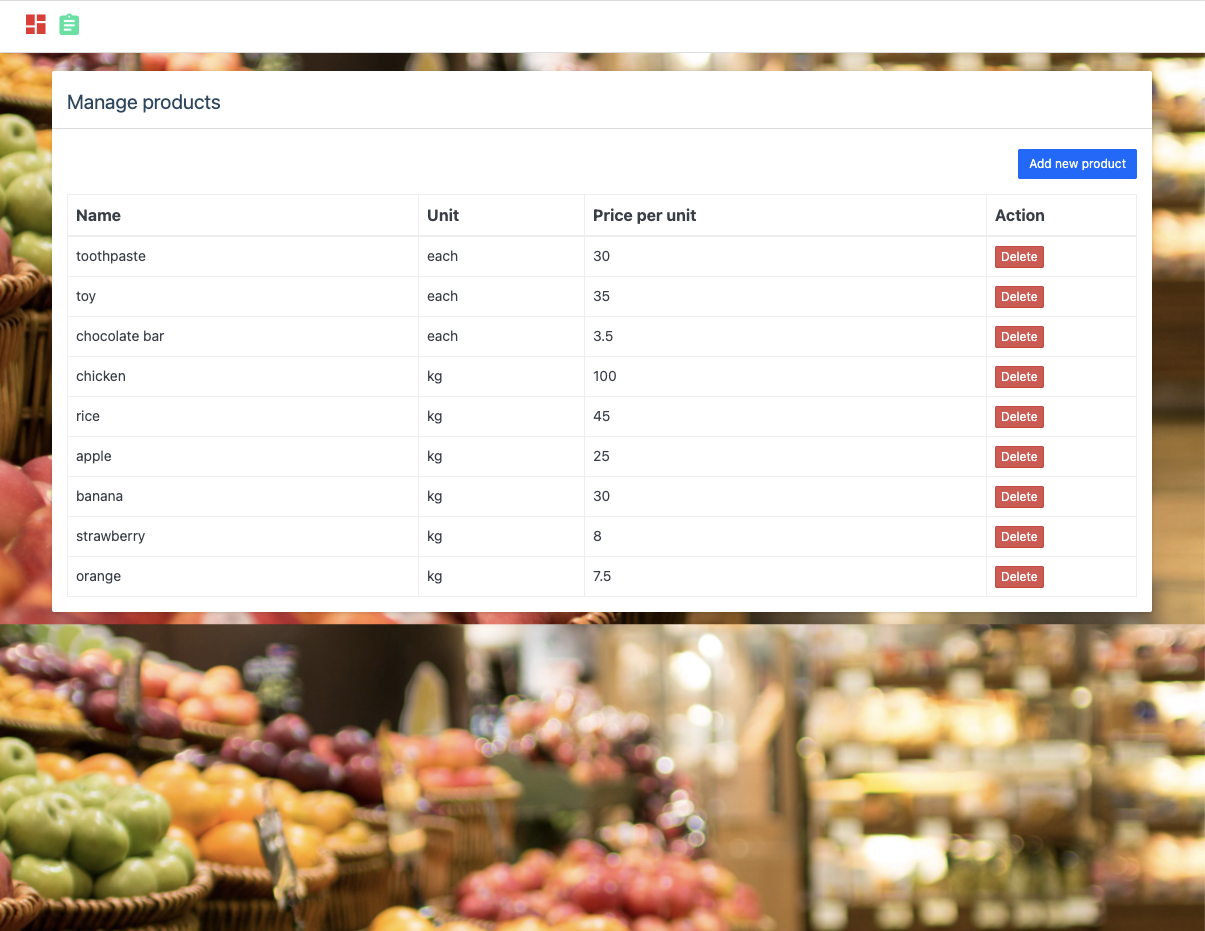 Manage products
Add new product
Name Unit Price per unit Action
toothpaste each 30 Delete
toy each 35 Delete
chocolate bar each 3.5 Delete
chicken kg 100 Delete
rice kg 45 Delete
apple kg 25 Delete
banana kg 30 Delete
strawberry kg 8 Delete
orange kg 7.5 Delete